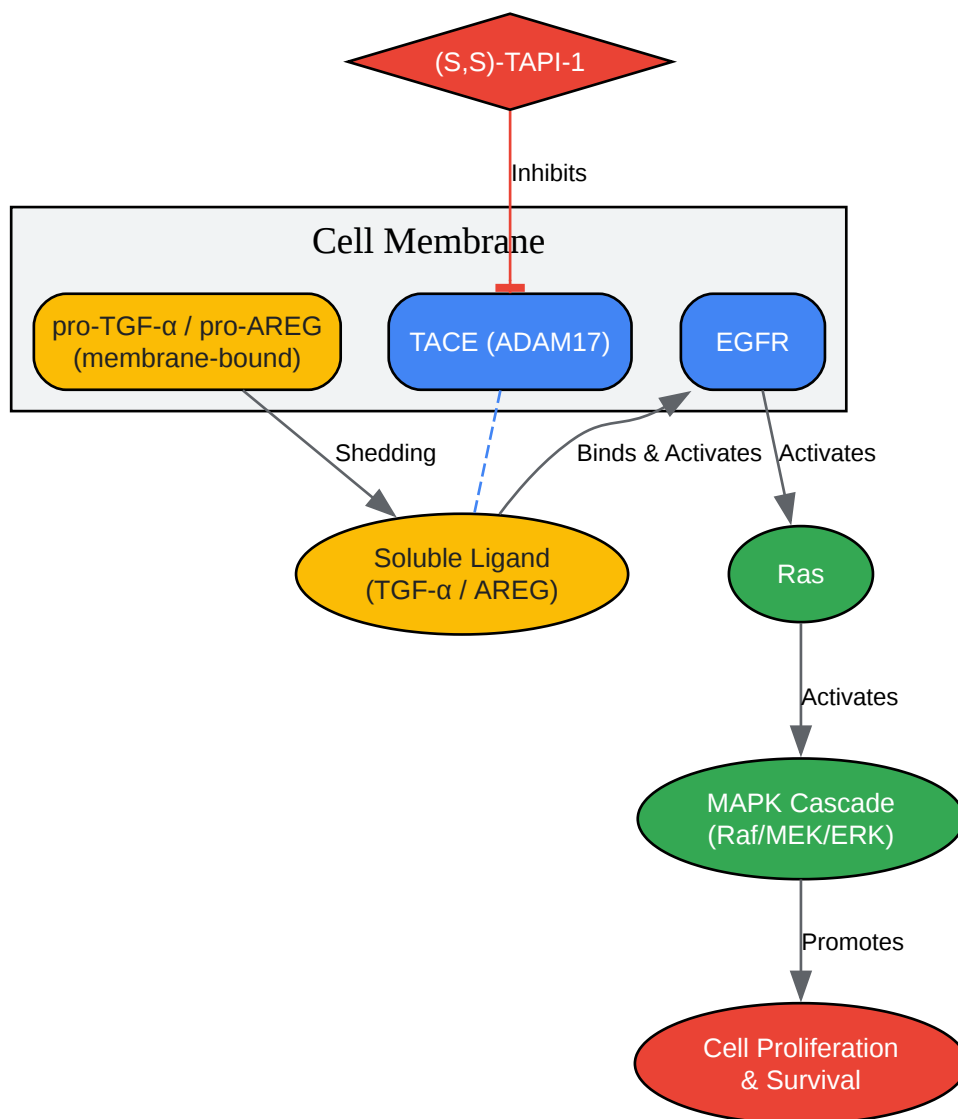 (S,S)-TAPI-1
Inhibits
Cell Membrane
pro-TGF-α / pro-AREG
(membrane-bound)
TACE (ADAM17)
EGFR
Shedding
Binds & Activates
Activates
Soluble Ligand
(TGF-α / AREG)
Ras
Activates
MAPK Cascade
(Raf/MEK/ERK)
Promotes
Cell Proliferation
& Survival